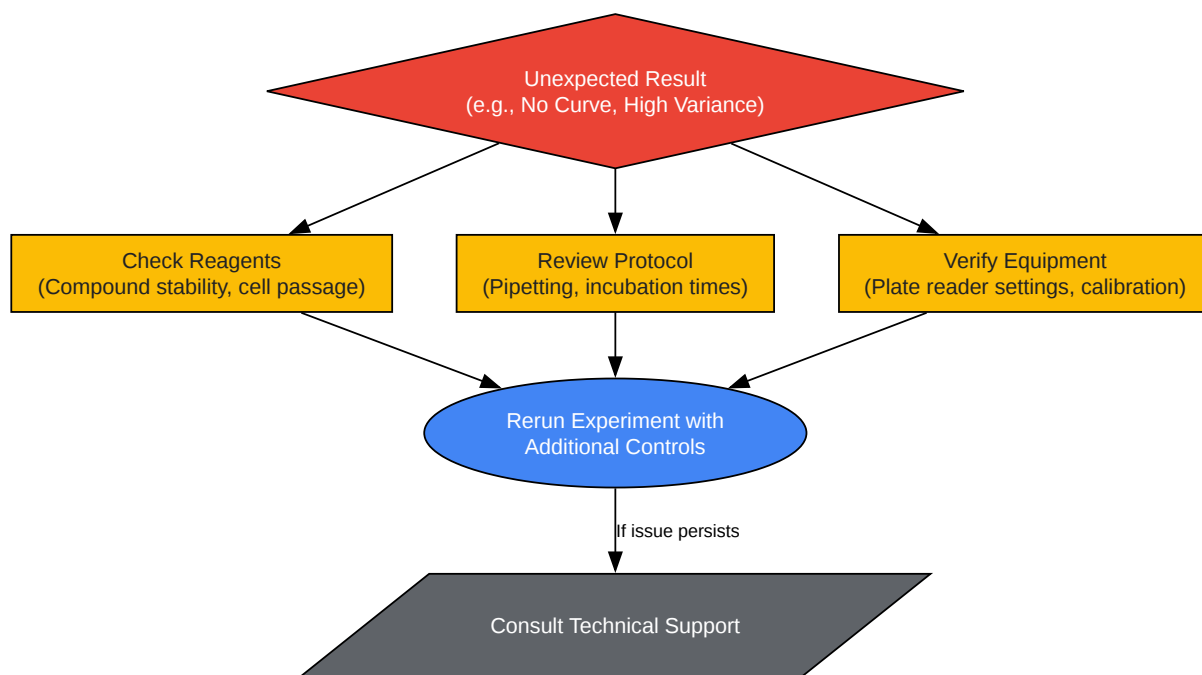 Unexpected Result
(e.g., No Curve, High Variance)
Check Reagents
(Compound stability, cell passage)
Review Protocol
(Pipetting, incubation times)
Verify Equipment
(Plate reader settings, calibration)
Rerun Experiment with
Additional Controls
If issue persists
Consult Technical Support